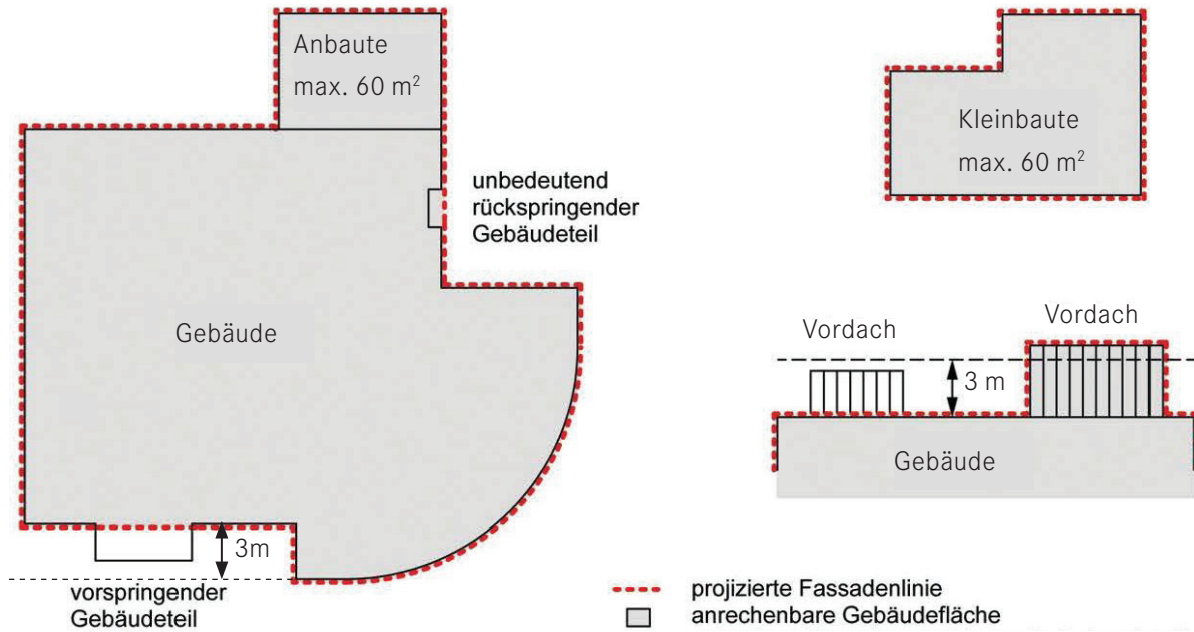 Anbaute
max. 60 m²
Kleinbaute
max. 60 m²
unbedeutend
rückspringender
Gebäudeteil
Gebäude
Vordach
Vordach
3 m
Gebäude
3m
vorspringender
Gebäudeteil
projizierte Fassadenlinie
anrechenbare Gebäudefläche